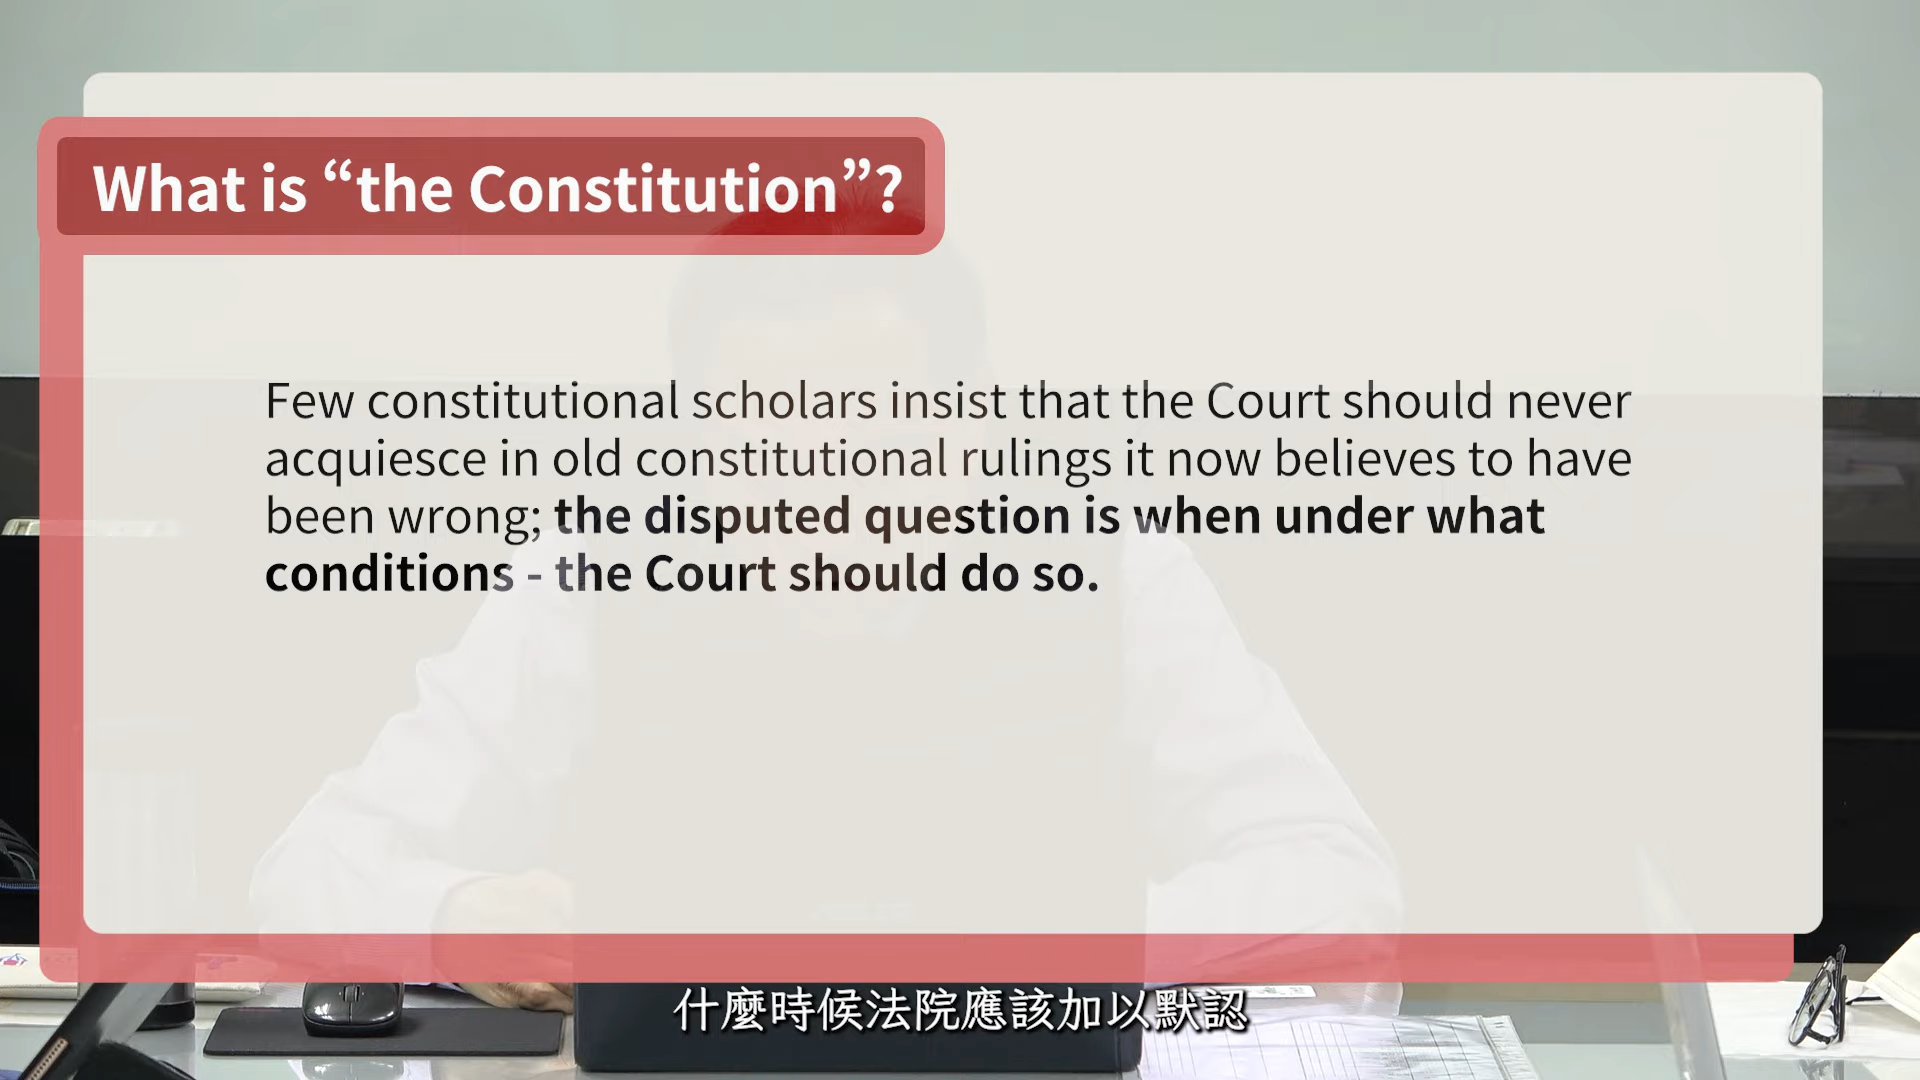 What is “the Constitution”?
Few constitutional scholars insist that the Court should never
acquiesce in old constitutional rulings it now believes to have
been wrong; the disputed question is when under what
conditions - the Court should do so.
什麼時候法院應該加以默認